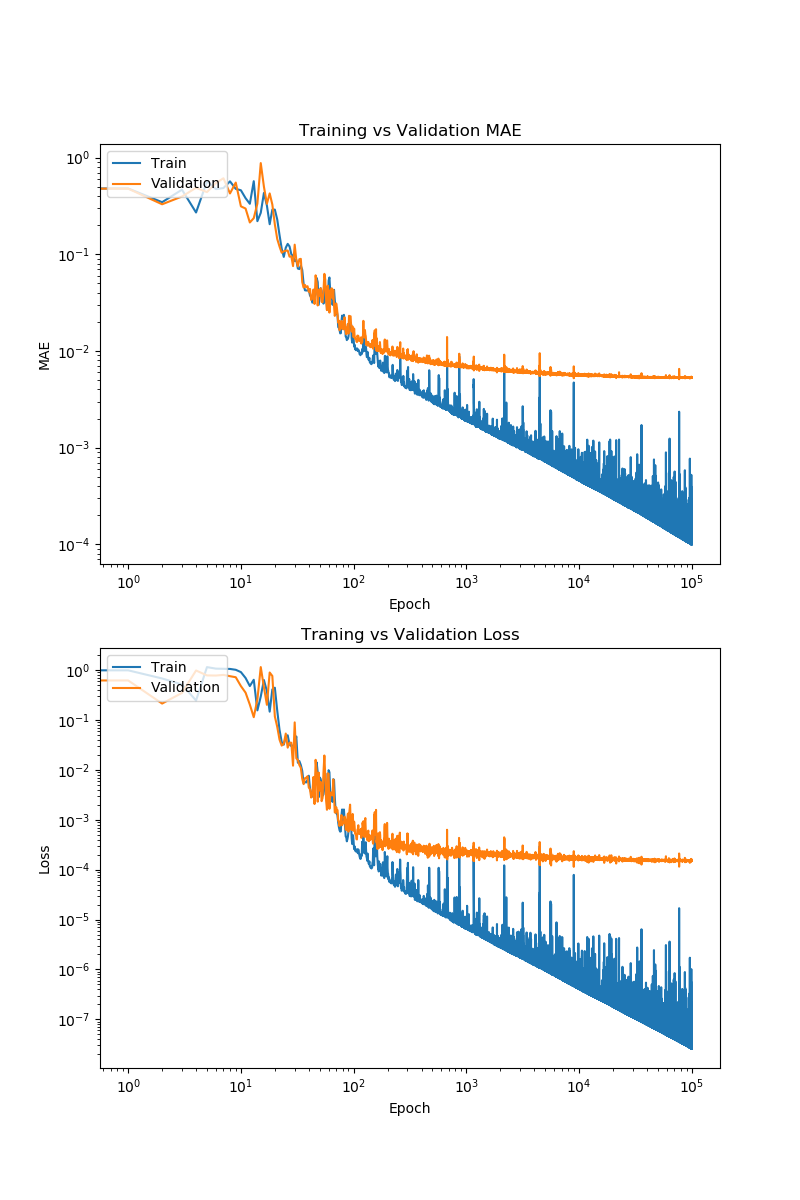 Training vs Validation MAE
Train
Validation
10^0
10^-1
10^-2
10^-3
10^-4
MAE
10^0 10^1 10^2 10^3 10^4 10^5
Epoch
Traning vs Validation Loss
Train
Validation
10^0
10^-1
10^-2
10^-3
10^-4
10^-5
10^-6
10^-7
Loss
10^0 10^1 10^2 10^3 10^4 10^5
Epoch